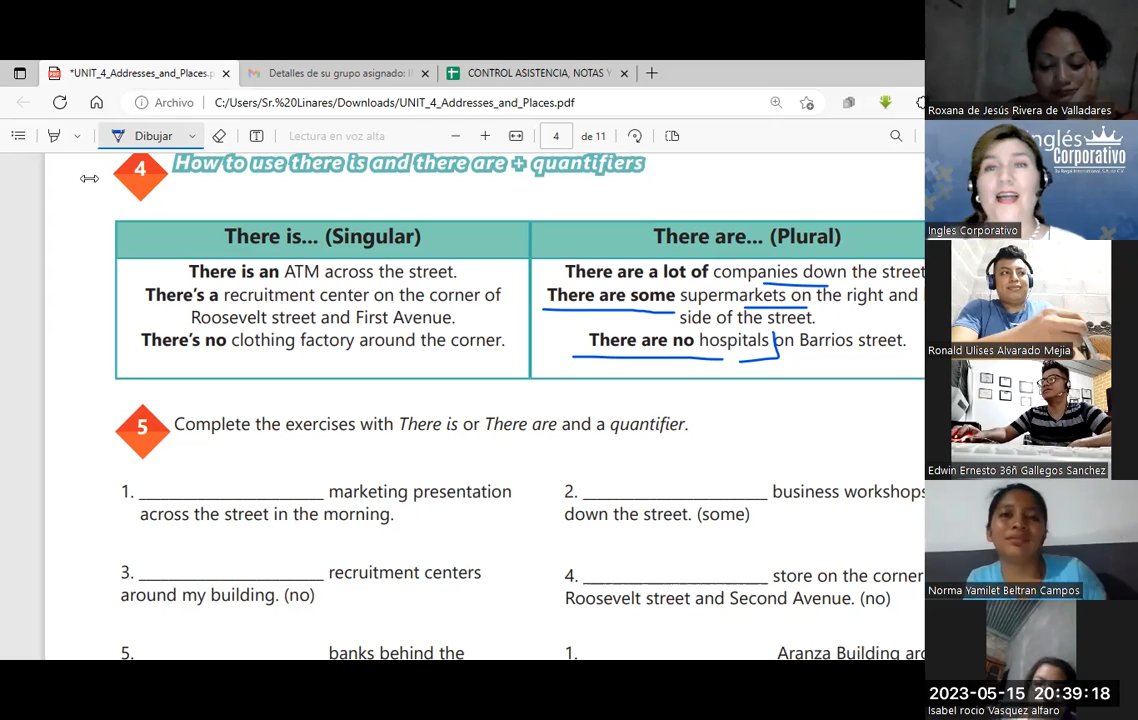 *UNIT_4_Addresses_and_Places.p
Detalles de su grupo asignado: I
CONTROL ASISTENCIA, NOTAS Y
Archivo
C:/Users/Sr.%20Linares/Downloads/UNIT_4_Addresses_and_Places.pdf
Dibujar
Lectura en voz alta
4
de 11
4
How to use there is and there are + quantifiers
There is... (Singular)
There are... (Plural)
There is an ATM across the street.
There's a recruitment center on the corner of
Roosevelt street and First Avenue.
There's no clothing factory around the corner.
There are a lot of companies down the street
There are some supermarkets on the right and
side of the street.
There are no hospitals on Barrios street.
5
Complete the exercises with There is or There are and a quantifier.
1. ____________________ marketing presentation
across the street in the morning.
2. ____________________ business workshops
down the street. (some)
3. ____________________ recruitment centers
around my building. (no)
4. ____________________ store on the corner
Roosevelt street and Second Avenue. (no)
5. banks behind the
1. Aranza Building aro
Roxana de Jesús Rivera de Valladares
Inglés
Corporativo
Ingles Corporativo
Ronald Ulises Alvarado Mejia
Edwin Ernesto 36ñ Gallegos Sanchez
Norma Yamilet Beltran Campos
2023-05-15 20:39:18
Isabel rocio Vasquez alfaro